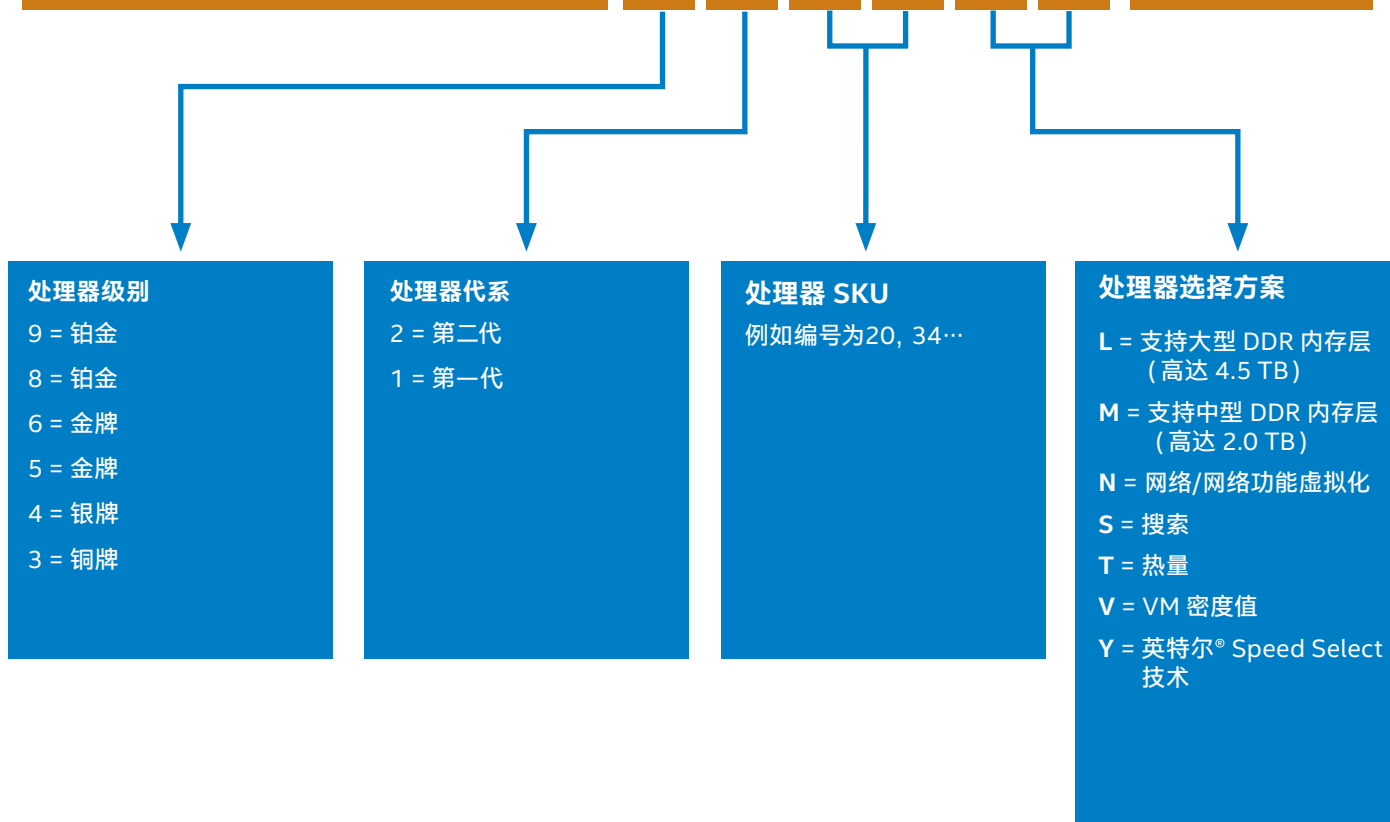 处理器级别
9 = 铂金
8 = 铂金
6 = 金牌
5 = 金牌
4 = 银牌
3 = 铜牌
处理器代系
2 = 第二代
1 = 第一代
处理器 SKU
例如编号为20, 34…
处理器选择方案
L = 支持大型 DDR 内存层
(高达 4.5 TB)
M = 支持中型 DDR 内存层
(高达 2.0 TB)
N = 网络/网络功能虚拟化
S = 搜索
T = 热量
V = VM 密度值
Y = 英特尔® Speed Select
技术